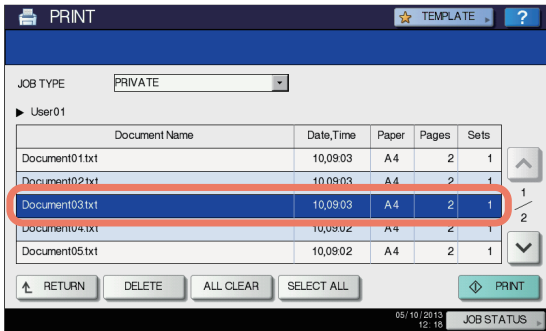 PRINT
TEMPLATE
?
JOB TYPE PRIVATE
User01
Document Name Date,Time Paper Pages Sets
Document01.txt 10,09:03 A4 2 1
Document02.txt 10,09:03 A4 2 1
Document03.txt 10,09:03 A4 2 1
Document04.txt 10,09:02 A4 2 1
Document05.txt 10,09:02 A4 2 1
1
2
RETURN DELETE ALL CLEAR SELECT ALL PRINT
05/10/2013
12:18
JOB STATUS